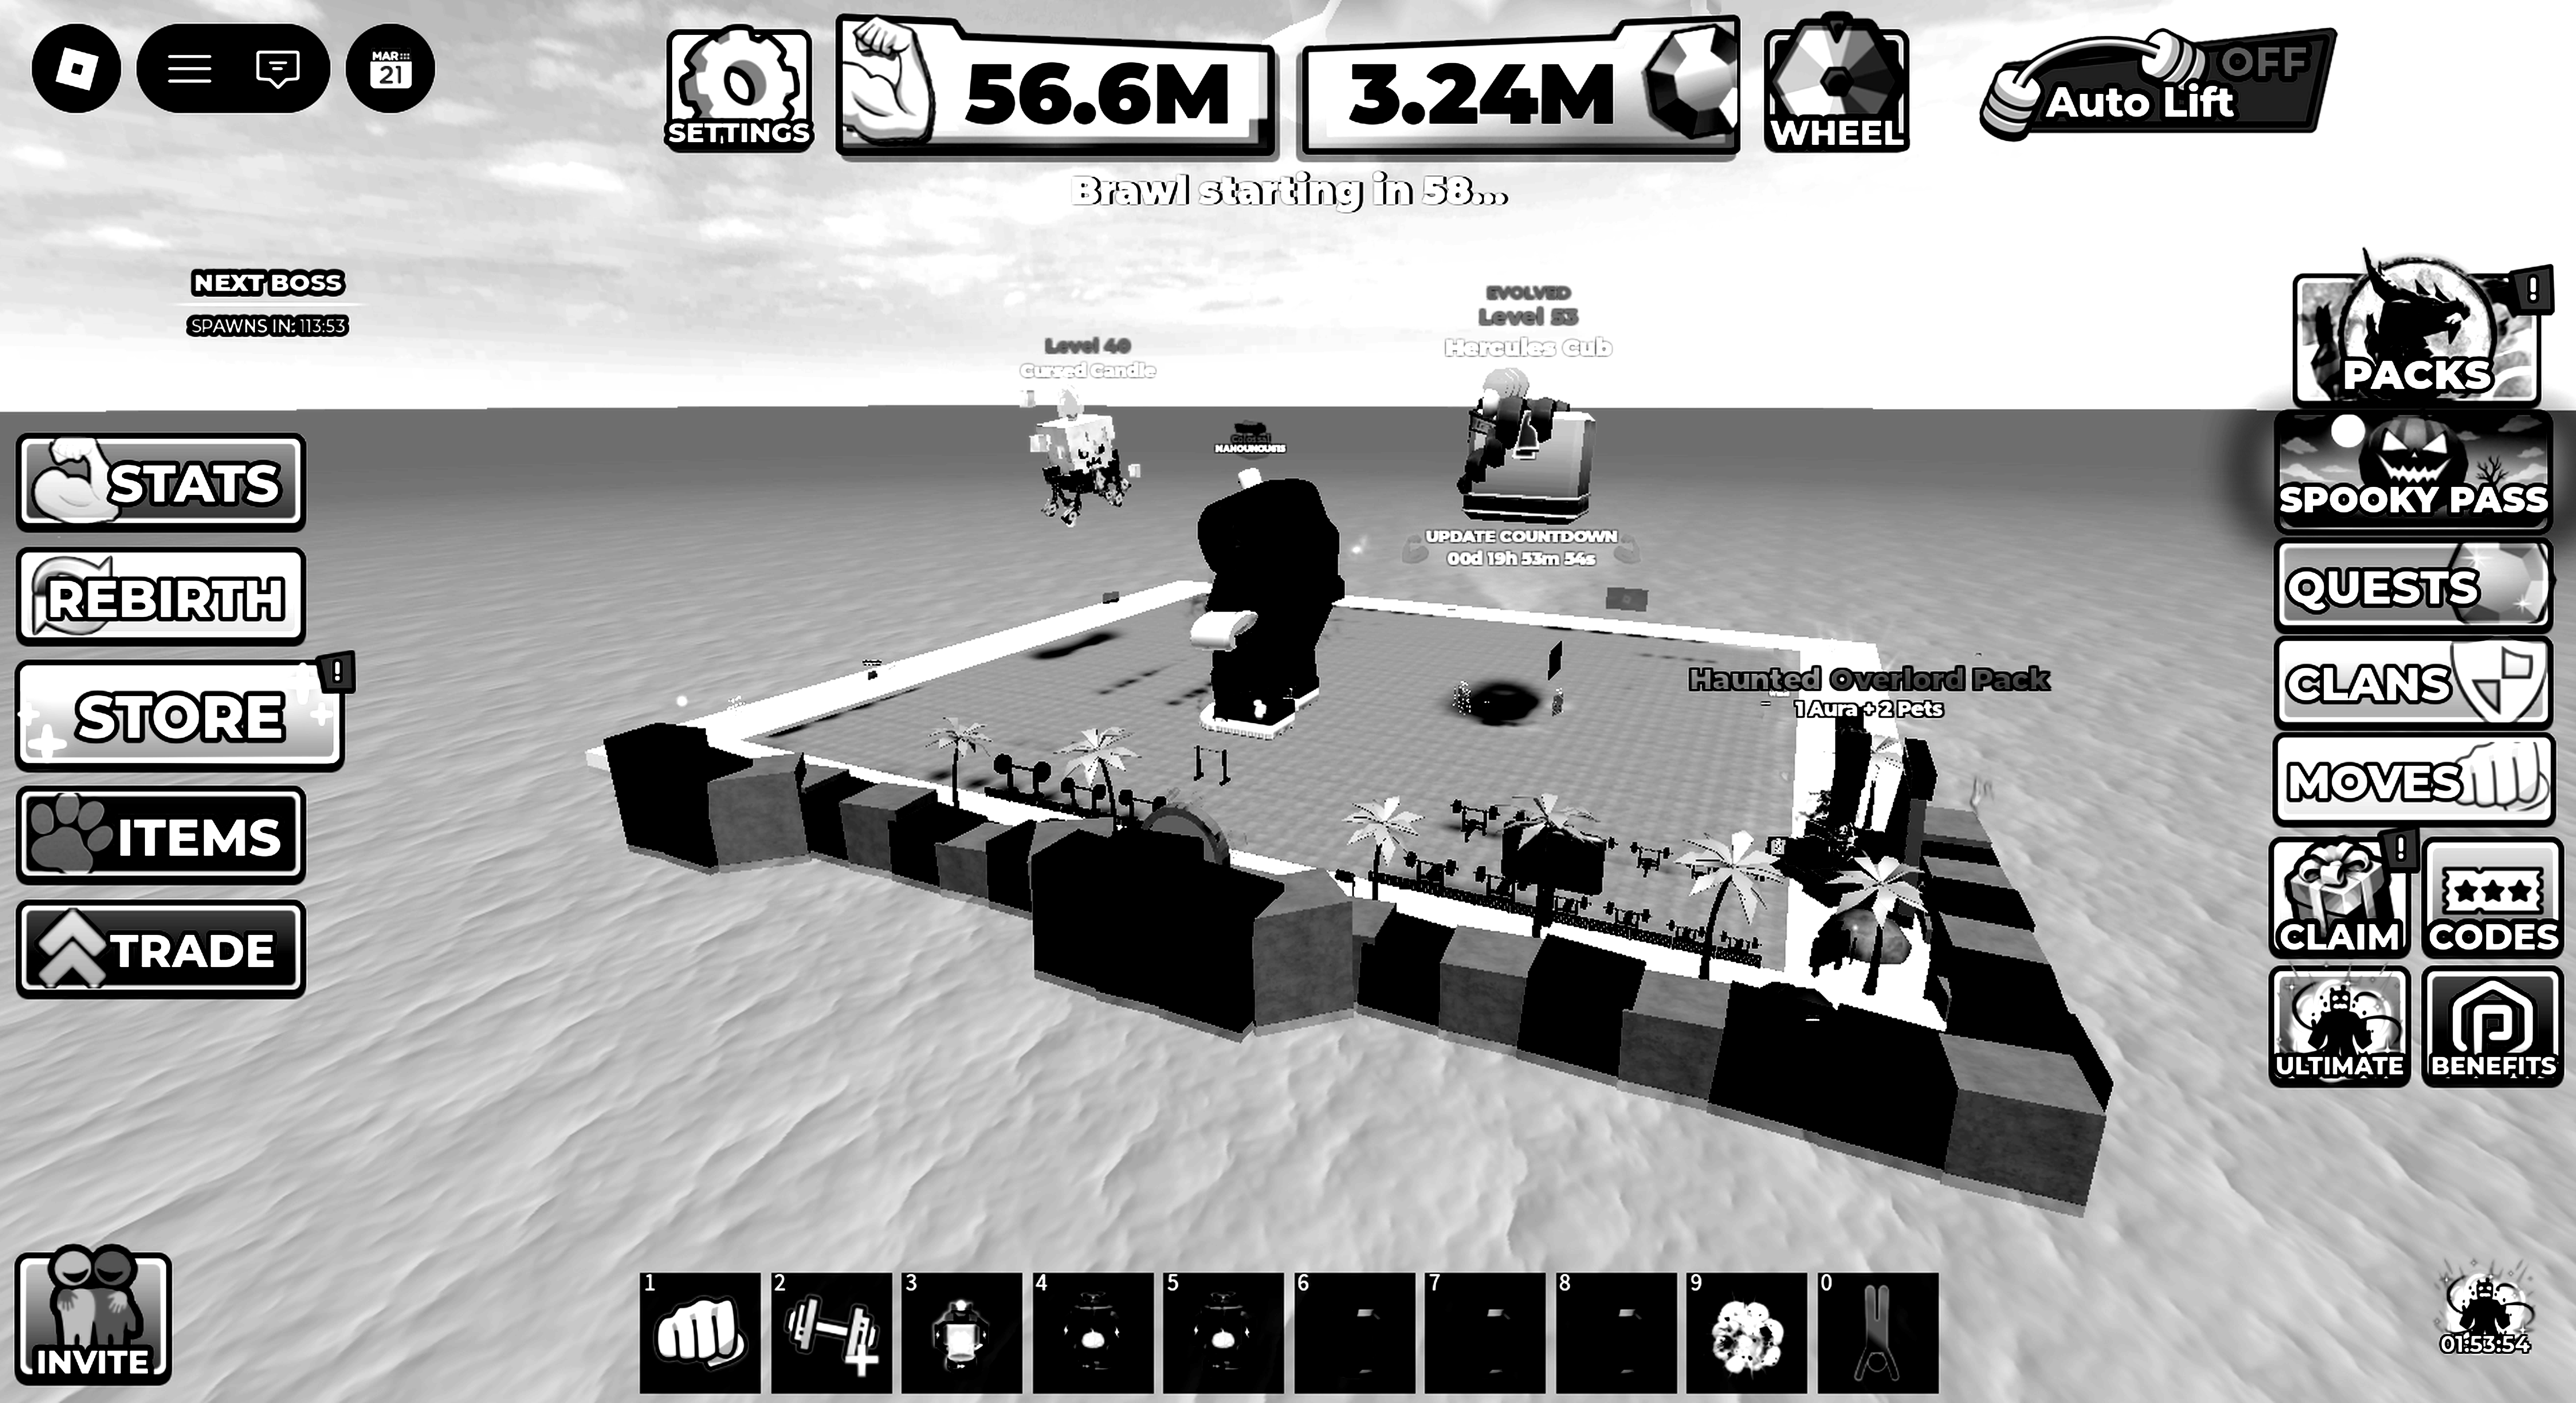 MAR
21
SETTINGS
56.6M
3.24M
WHEEL
OFF
Auto Lift
Brawl starting in 58...
NEXT BOSS
SPAWNS IN: 113:53
EVOLVED
Level 53
Hercules Cub
Level 40
Cursed Candle
Colossal
UPDATE COUNTDOWN
00d 19h 53m 54s
Haunted Overlord Pack
1 Aura + 2 Pets
STATS
REBIRTH
!
STORE
ITEMS
TRADE
INVITE
!
PACKS
SPOOKY PASS
QUESTS
CLANS
MOVES
!
CLAIM
CODES
ULTIMATE
BENEFITS
1
2
3
4
5
6
7
8
9
0
01:53:54